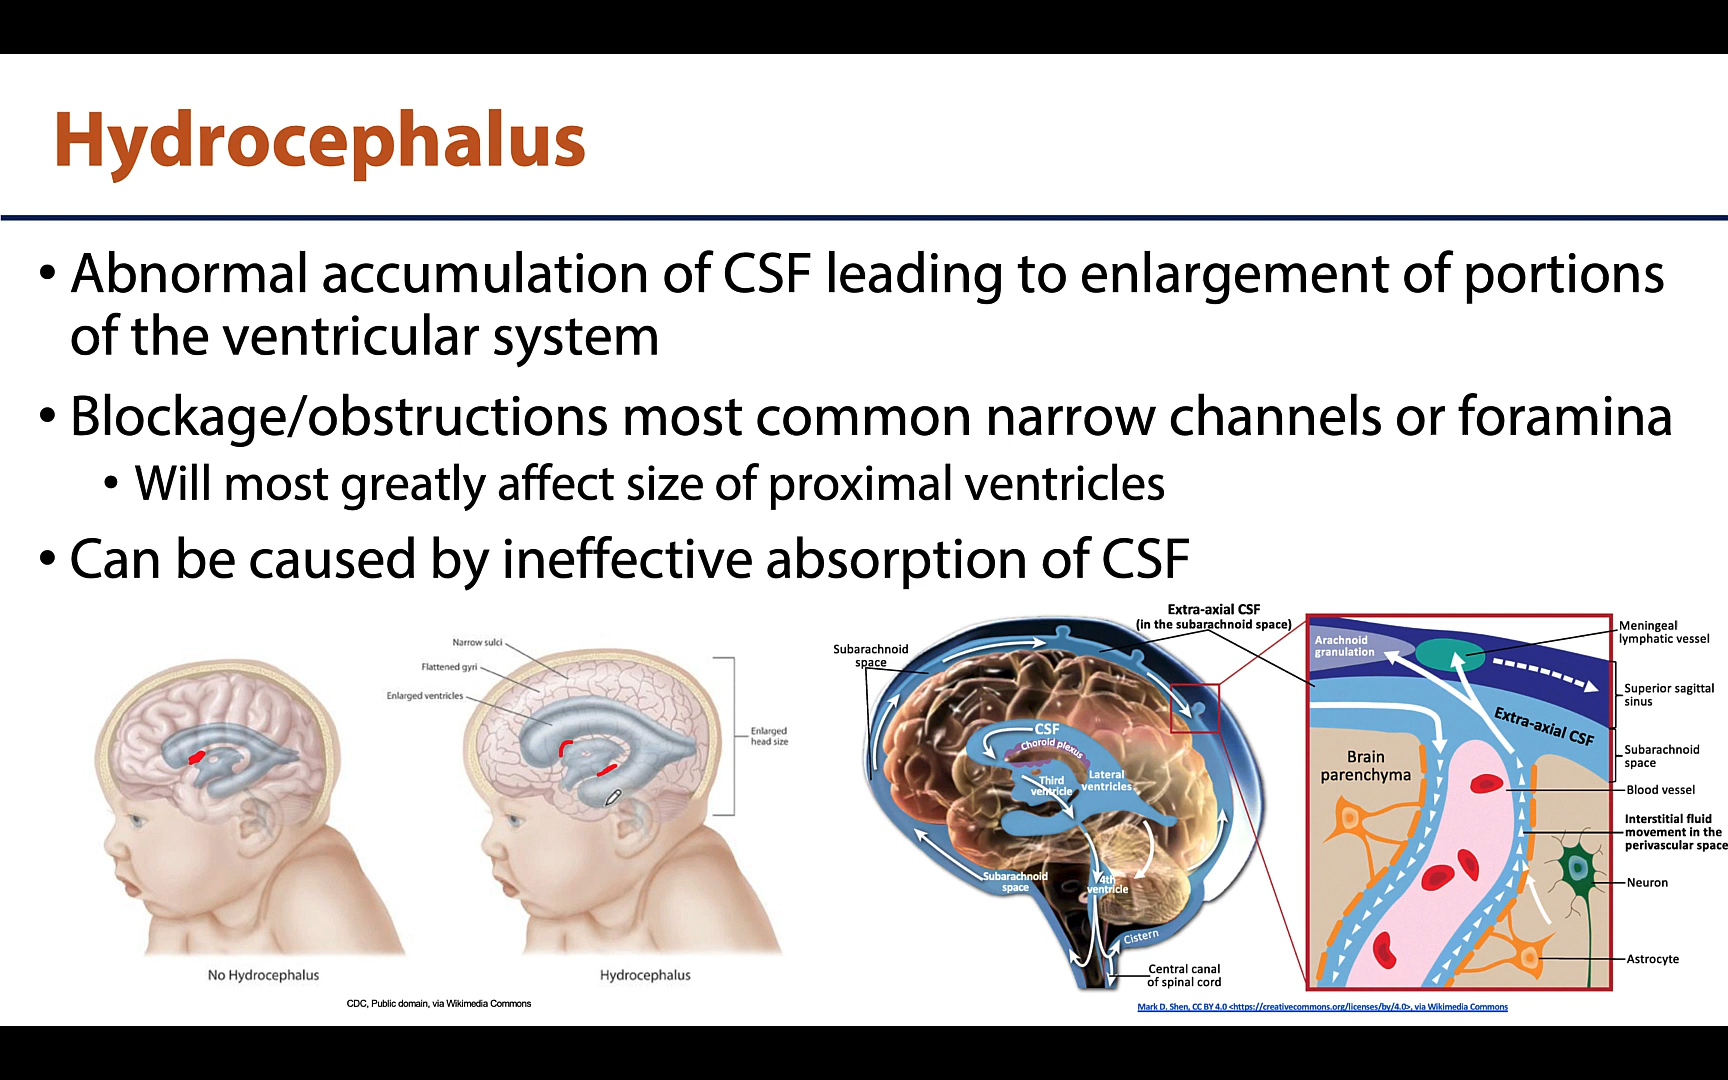 Hydrocephalus
• Abnormal accumulation of CSF leading to enlargement of portions
of the ventricular system
• Blockage/obstructions most common narrow channels or foramina
• Will most greatly affect size of proximal ventricles
• Can be caused by ineffective absorption of CSF
Narrow sulci
Flattened gyri
Enlarged ventricles
Enlarged
head size
No Hydrocephalus
Hydrocephalus
CDC, Public domain, via Wikimedia Commons
Extra-axial CSF
(in the subarachnoid space)
Subarachnoid
space
CSF
Choroid plexus
Third
ventricle
Lateral
ventricles
Subarachnoid
space
4th
ventricle
Cistern
Central canal
of spinal cord
Arachnoid
granulation
Extra-axial CSF
Brain
parenchyma
Meningeal
lymphatic vessel
Superior sagittal
sinus
Subarachnoid
space
Blood vessel
Interstitial fluid
movement in the
perivascular space
Neuron
Astrocyte
Mark D. Shen, CC BY 4.0 <https://creativecommons.org/licenses/by/4.0>, via Wikimedia Commons